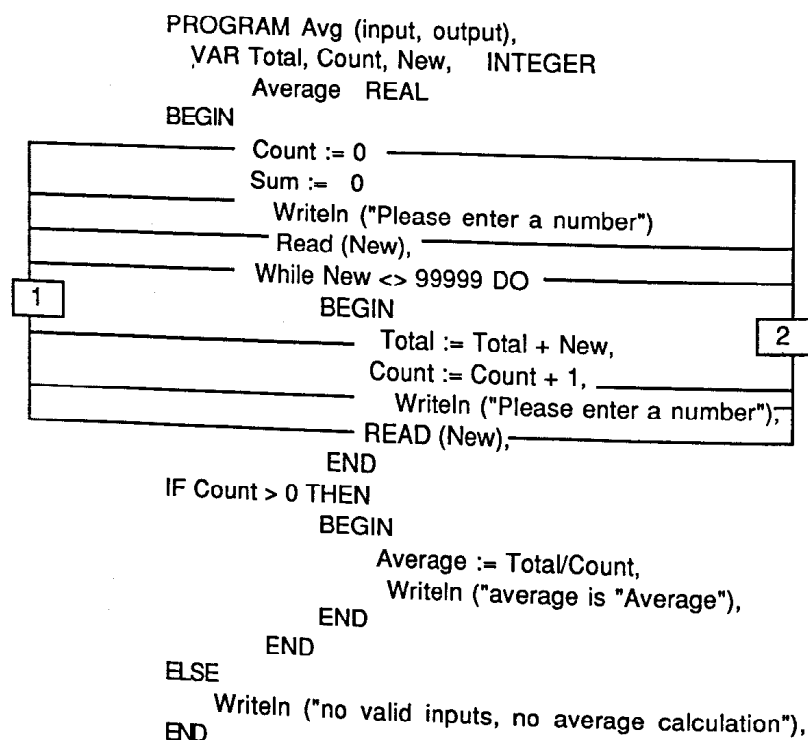 PROGRAM Avg (input, output),
VAR Total, Count, New, INTEGER
Average REAL
BEGIN
Count := 0
Sum := 0
Writeln ("Please enter a number")
Read (New),
While New <> 99999 DO
1
BEGIN
2
Total := Total + New,
Count := Count + 1,
Writeln ("Please enter a number"),
READ (New),
END
IF Count > 0 THEN
BEGIN
Average := Total/Count,
Writeln ("average is "Average"),
END
END
ELSE
Writeln ("no valid inputs, no average calculation"),
END